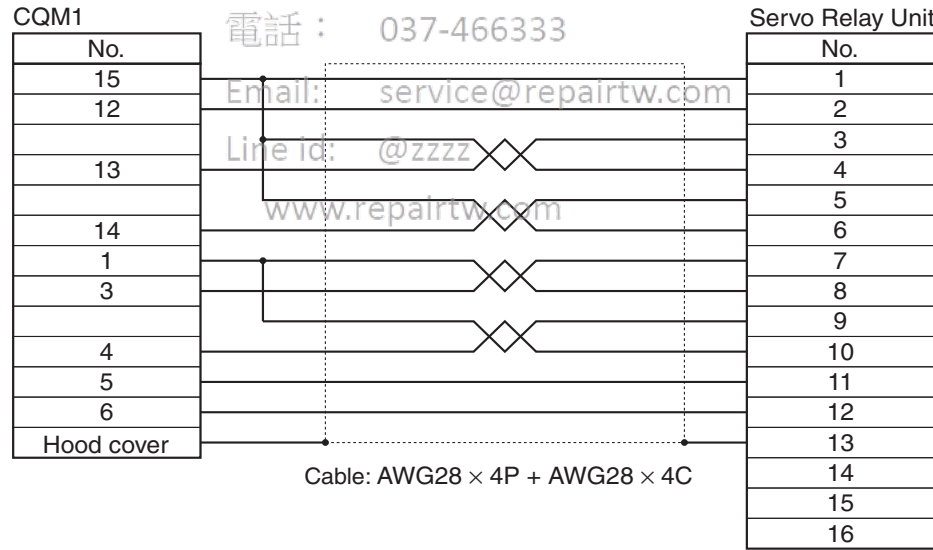 CQM1
Servo Relay Unit
電話： 037-466333
No.
No.
15
1
Email: service@repairtw.com
12
2
3
Line id: @zzzz
13
4
5
www.repairtw.com
14
6
1
7
3
8
9
4
10
5
11
6
12
Hood cover
13
Cable: AWG28 × 4P + AWG28 × 4C
14
15
16